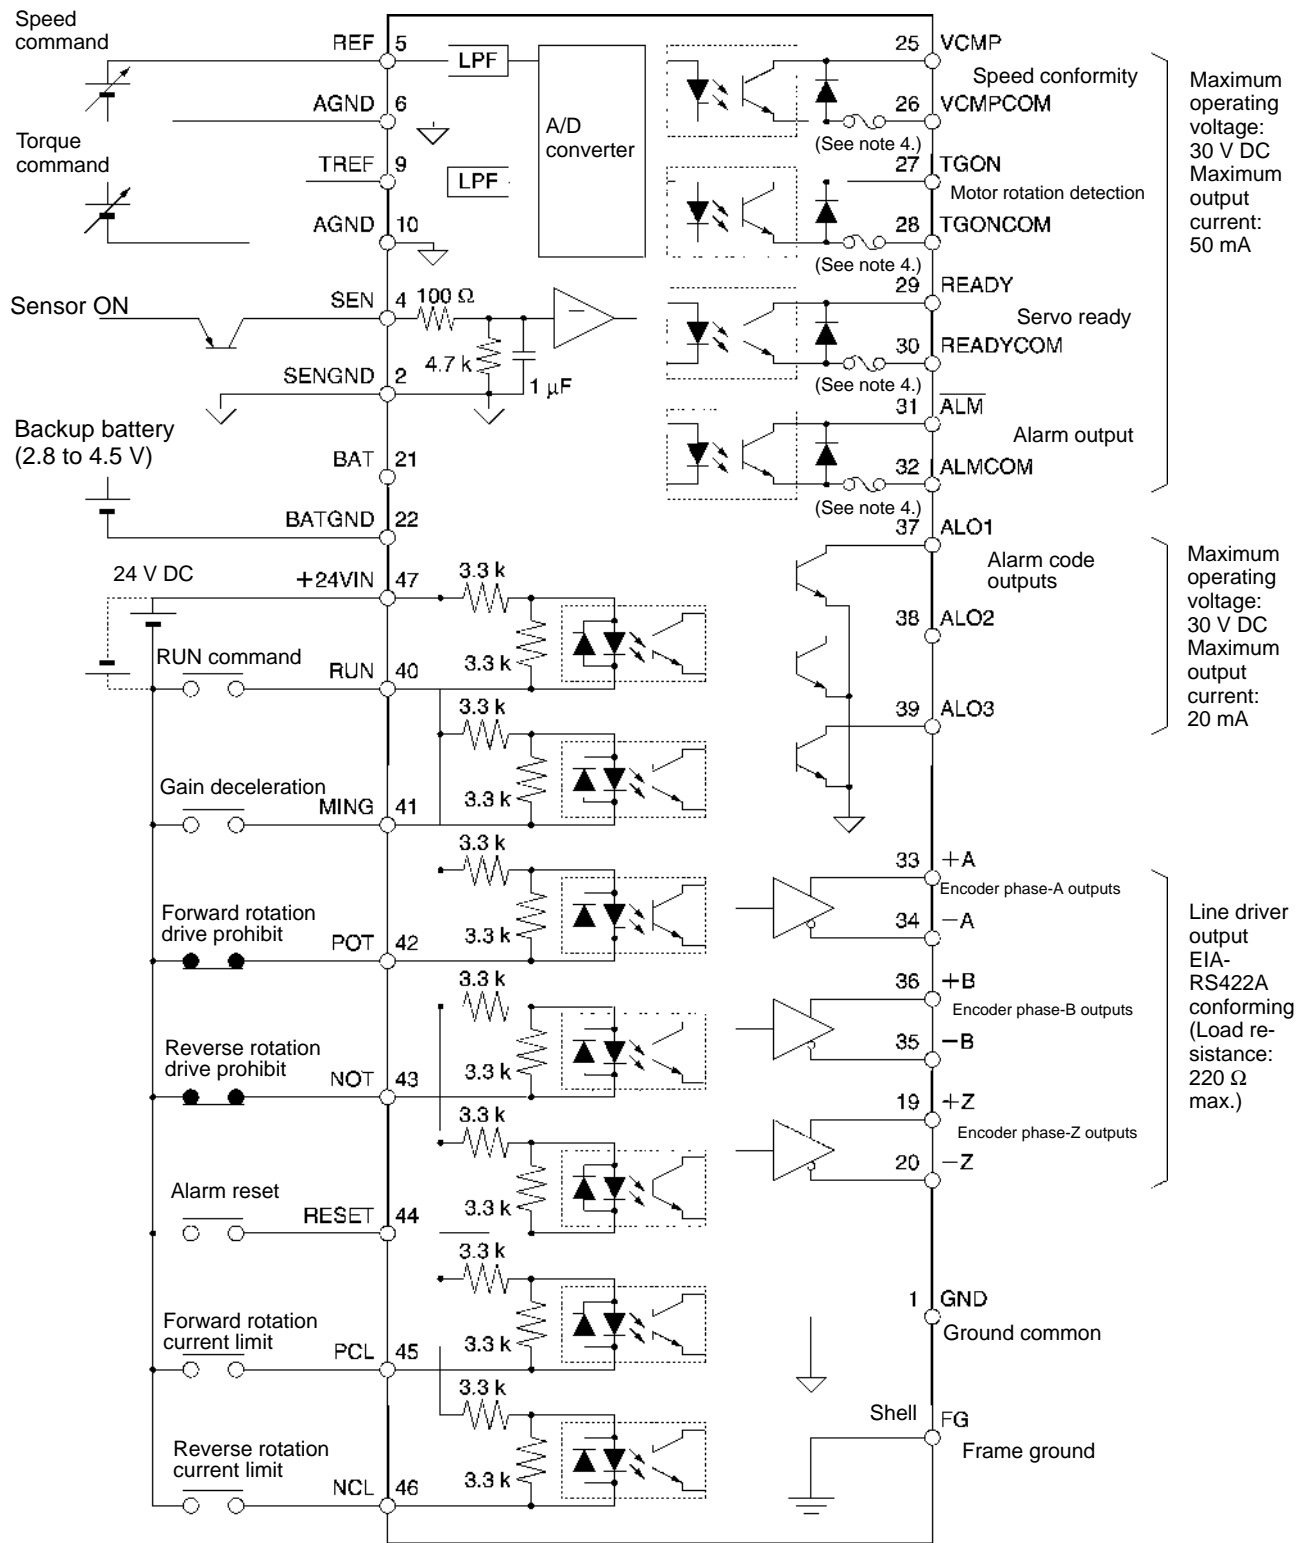 Speed
command
REF 5
LPF
AGND 6
Torque
command
TREF 9
LPF
AGND 10
A/D
converter
Sensor ON
SEN 4
100 Ω
4.7 k
1 µF
SENGND 2
Backup battery
(2.8 to 4.5 V)
BAT 21
BATGND 22
24 V DC
+24VIN 47
3.3 k
3.3 k
RUN command
RUN 40
3.3 k
3.3 k
Gain deceleration
MING 41
3.3 k
3.3 k
Forward rotation
drive prohibit
POT 42
3.3 k
3.3 k
Reverse rotation
drive prohibit
NOT 43
3.3 k
3.3 k
Alarm reset
RESET 44
3.3 k
3.3 k
Forward rotation
current limit
PCL 45
3.3 k
3.3 k
Reverse rotation
current limit
NCL 46
25 VCMP
Speed conformity
26 VCMPCOM
(See note 4.)
27 TGON
Motor rotation detection
28 TGONCOM
(See note 4.)
29 READY
Servo ready
30 READYCOM
(See note 4.)
31 ALM
Alarm output
32 ALMCOM
(See note 4.)
Maximum
operating
voltage:
30 V DC
Maximum
output
current:
50 mA
37 ALO1
Alarm code
outputs
38 ALO2
39 ALO3
Maximum
operating
voltage:
30 V DC
Maximum
output
current:
20 mA
33 +A
Encoder phase-A outputs
34 −A
36 +B
Encoder phase-B outputs
35 −B
19 +Z
Encoder phase-Z outputs
20 −Z
Line driver
output
EIA-
RS422A
conforming
(Load re-
sistance:
220 Ω
max.)
1 GND
Ground common
Shell FG
Frame ground